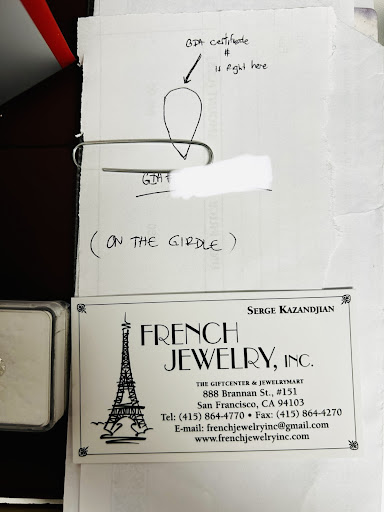 GDA certificate
#
is right here
GDA#
(ON THE GIRDLE)
SERGE KAZANDJIAN
FRENCH
JEWELRY, INC.
THE GIFTCENTER & JEWELRYMART
888 Brannan St., #151
San Francisco, CA 94103
Tel: (415) 864-4770 • Fax: (415) 864-4270
E-mail: frenchjewelryinc@gmail.com
www.frenchjewelryinc.com